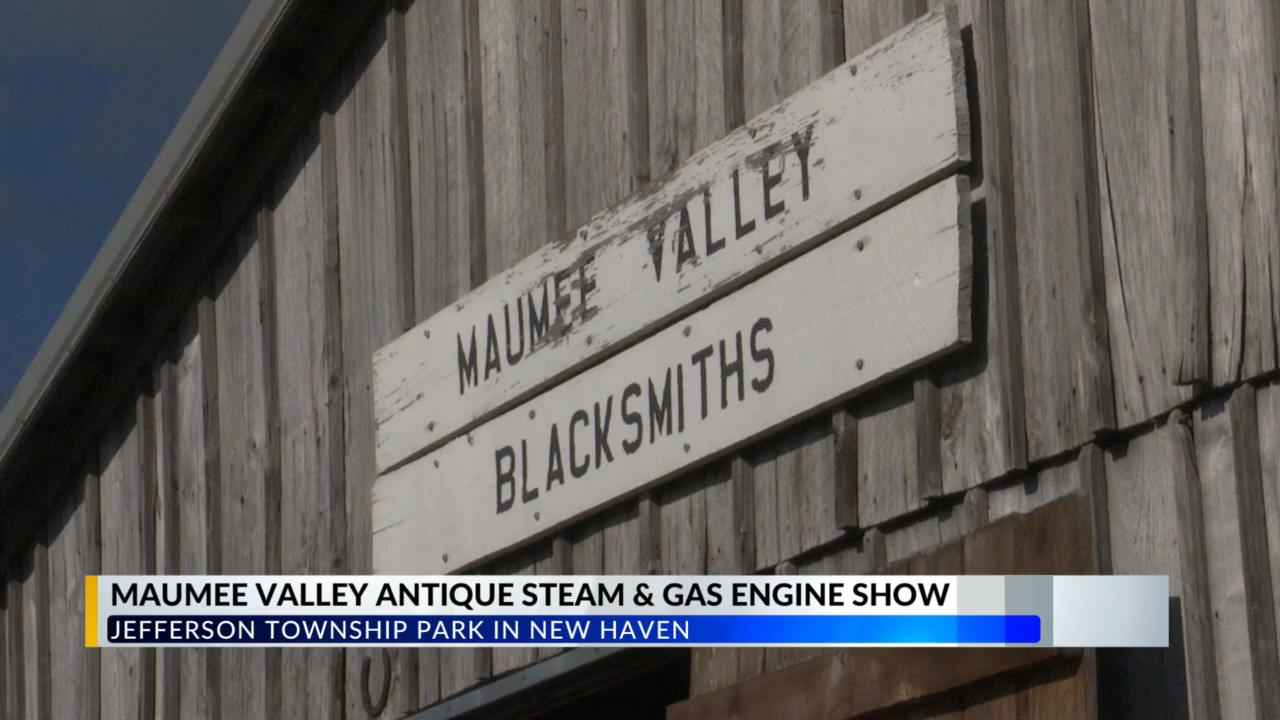 MAUMEE VALLEY
BLACKSMITHS
MAUMEE VALLEY ANTIQUE STEAM & GAS ENGINE SHOW
JEFFERSON TOWNSHIP PARK IN NEW HAVEN